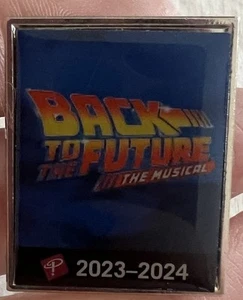 BACK
TO THE FUTURE
THE MUSICAL
P 2023–2024